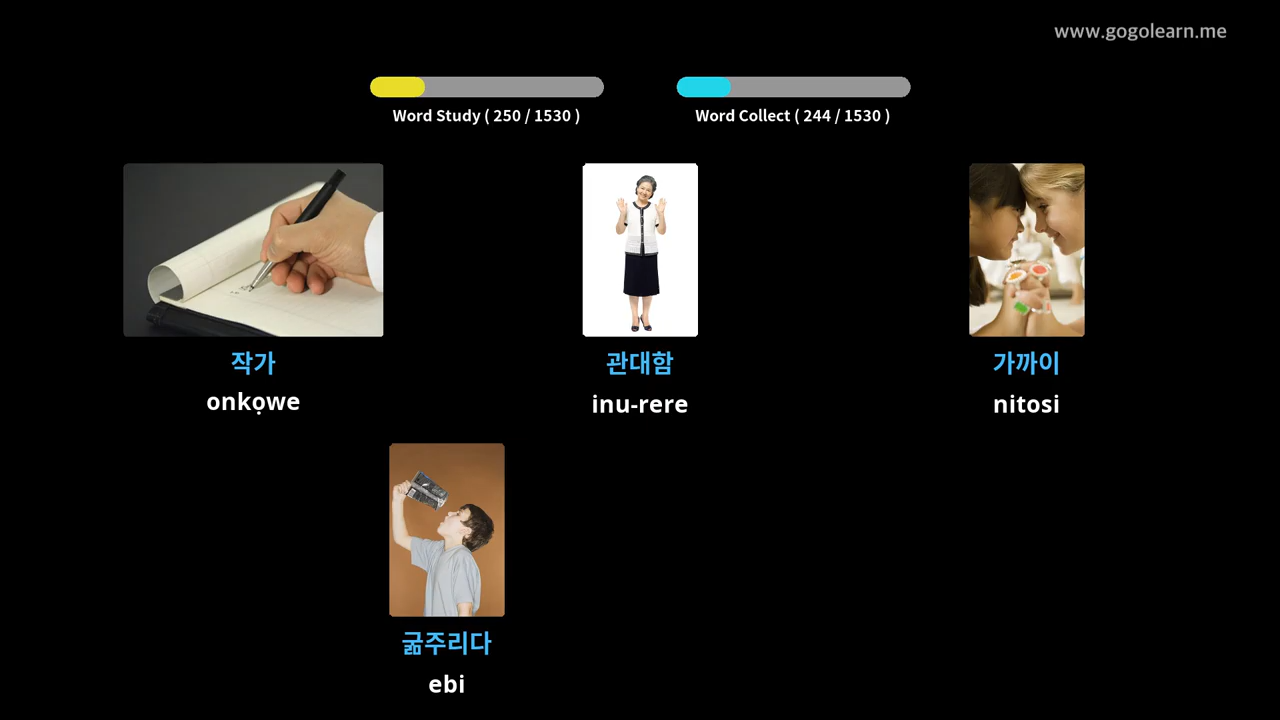 www.gogolearn.me
Word Study ( 250 / 1530 )
Word Collect ( 244 / 1530 )
작가
onkọwe
관대함
inu-rere
가까이
nitosi
굶주리다
ebi